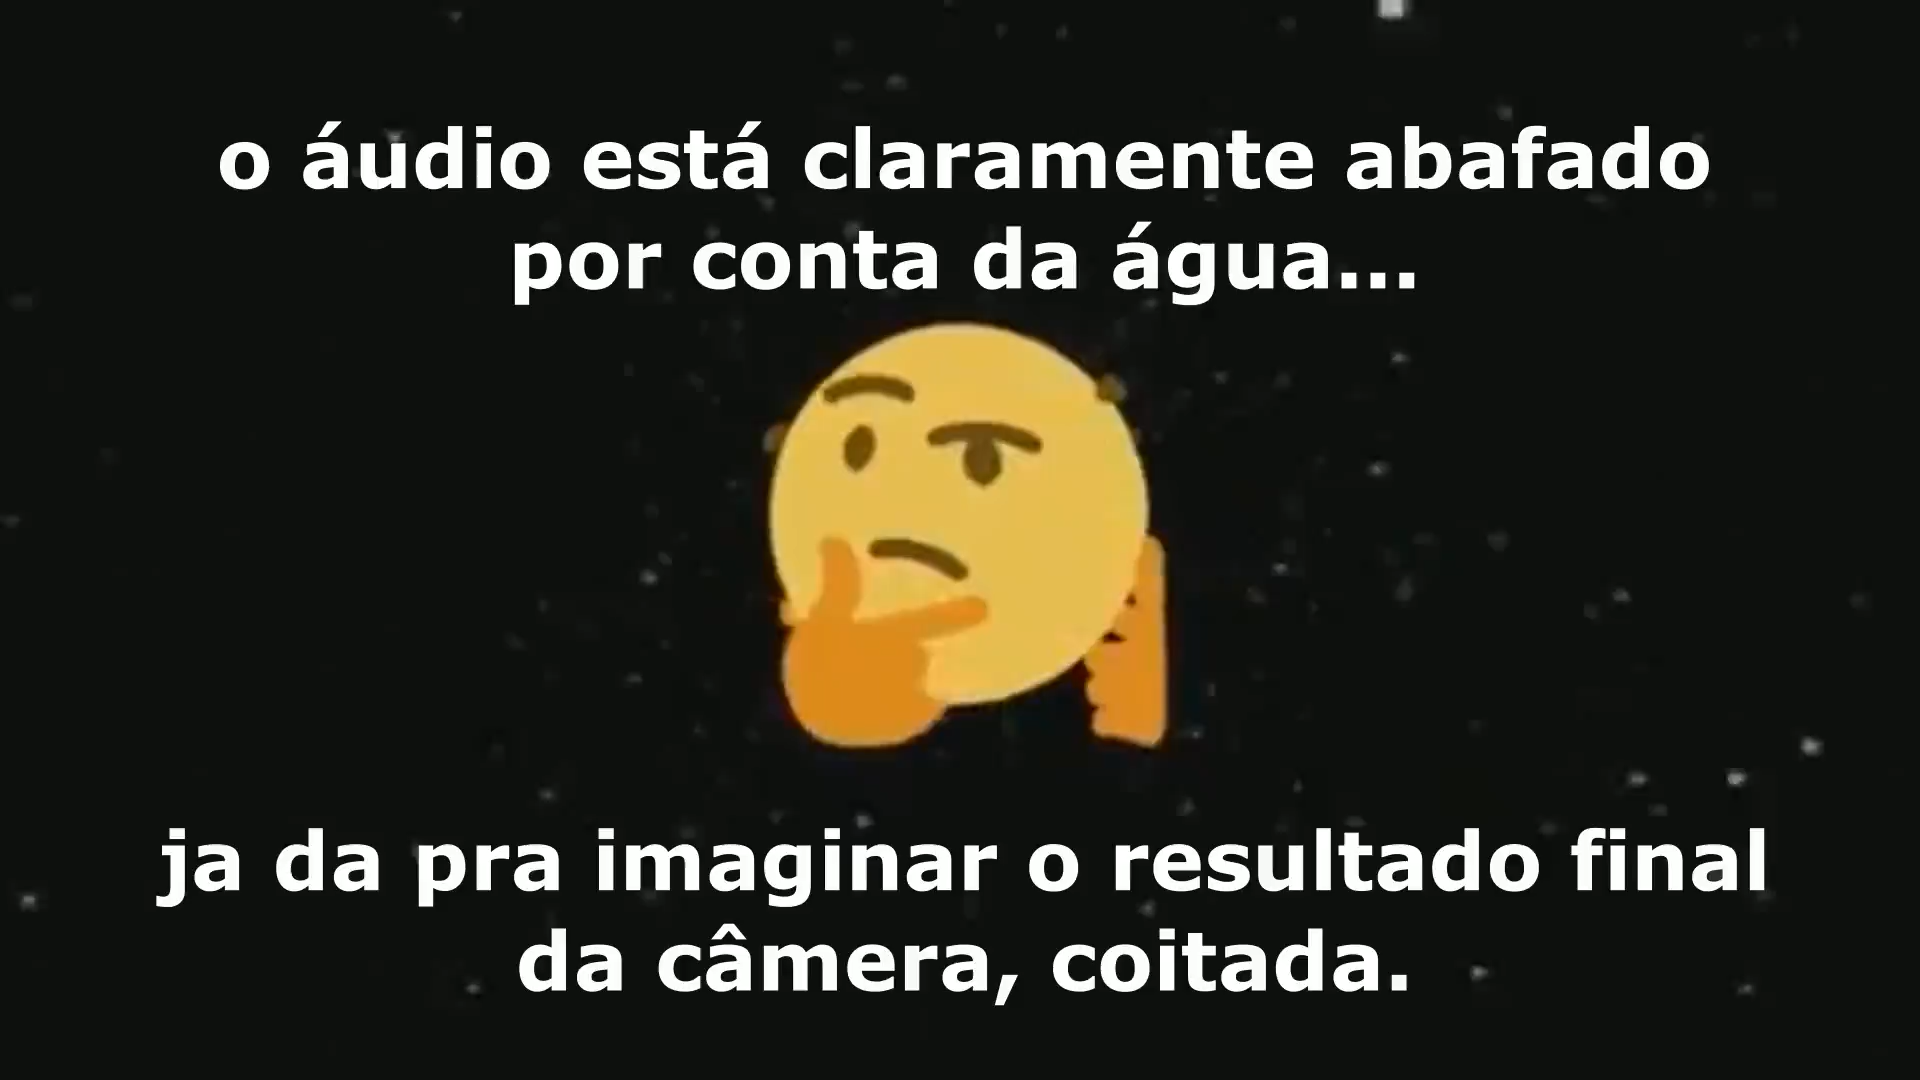 o áudio está claramente abafado
por conta da água...
ja da pra imaginar o resultado final
da câmera, coitada.